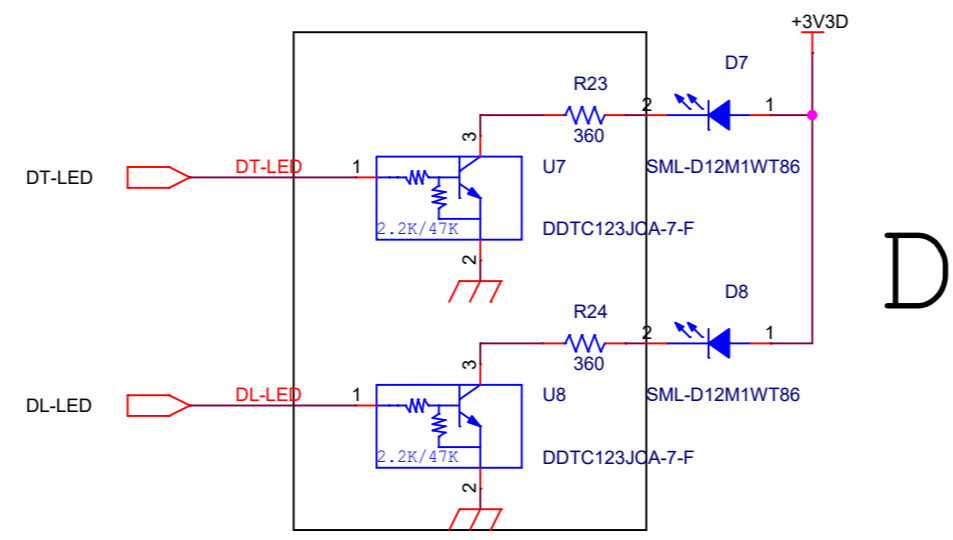 +3V3D
D7
R23
2
1
3
360
DT-LED
DT-LED
1
U7
SML-D12M1WT86
2.2K/47K
DDTC123JCA-7-F
2
D
D8
R24
2
1
3
360
DL-LED
DL-LED
1
U8
SML-D12M1WT86
2.2K/47K
DDTC123JCA-7-F
2